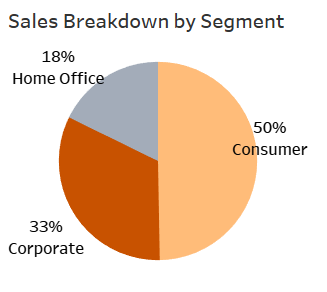 Sales Breakdown by Segment
18%
Home Office
50%
Consumer
33%
Corporate